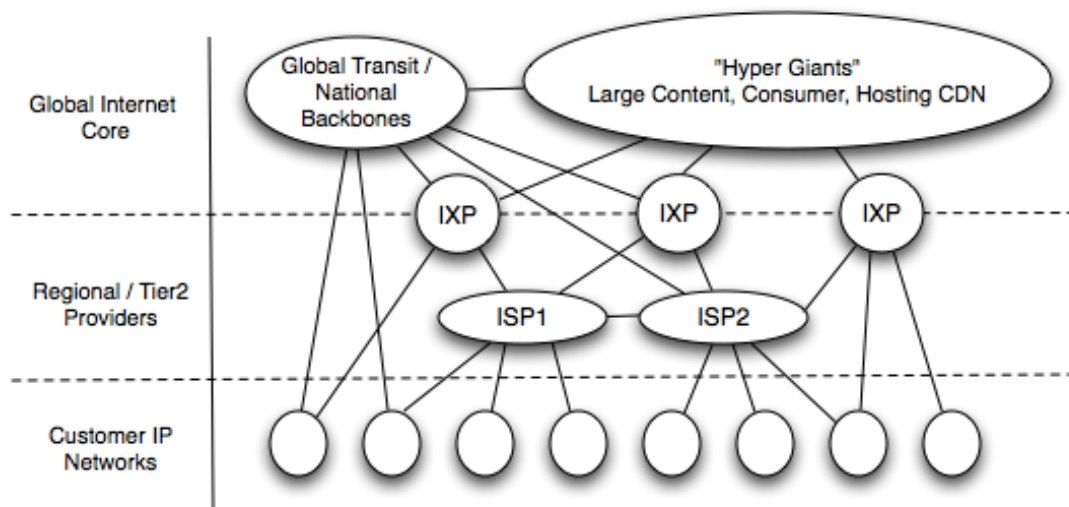 Global Internet
Core
Global Transit /
National
Backbones
"Hyper Giants"
Large Content, Consumer, Hosting CDN
IXP
IXP
IXP
Regional / Tier2
Providers
ISP1
ISP2
Customer IP
Networks